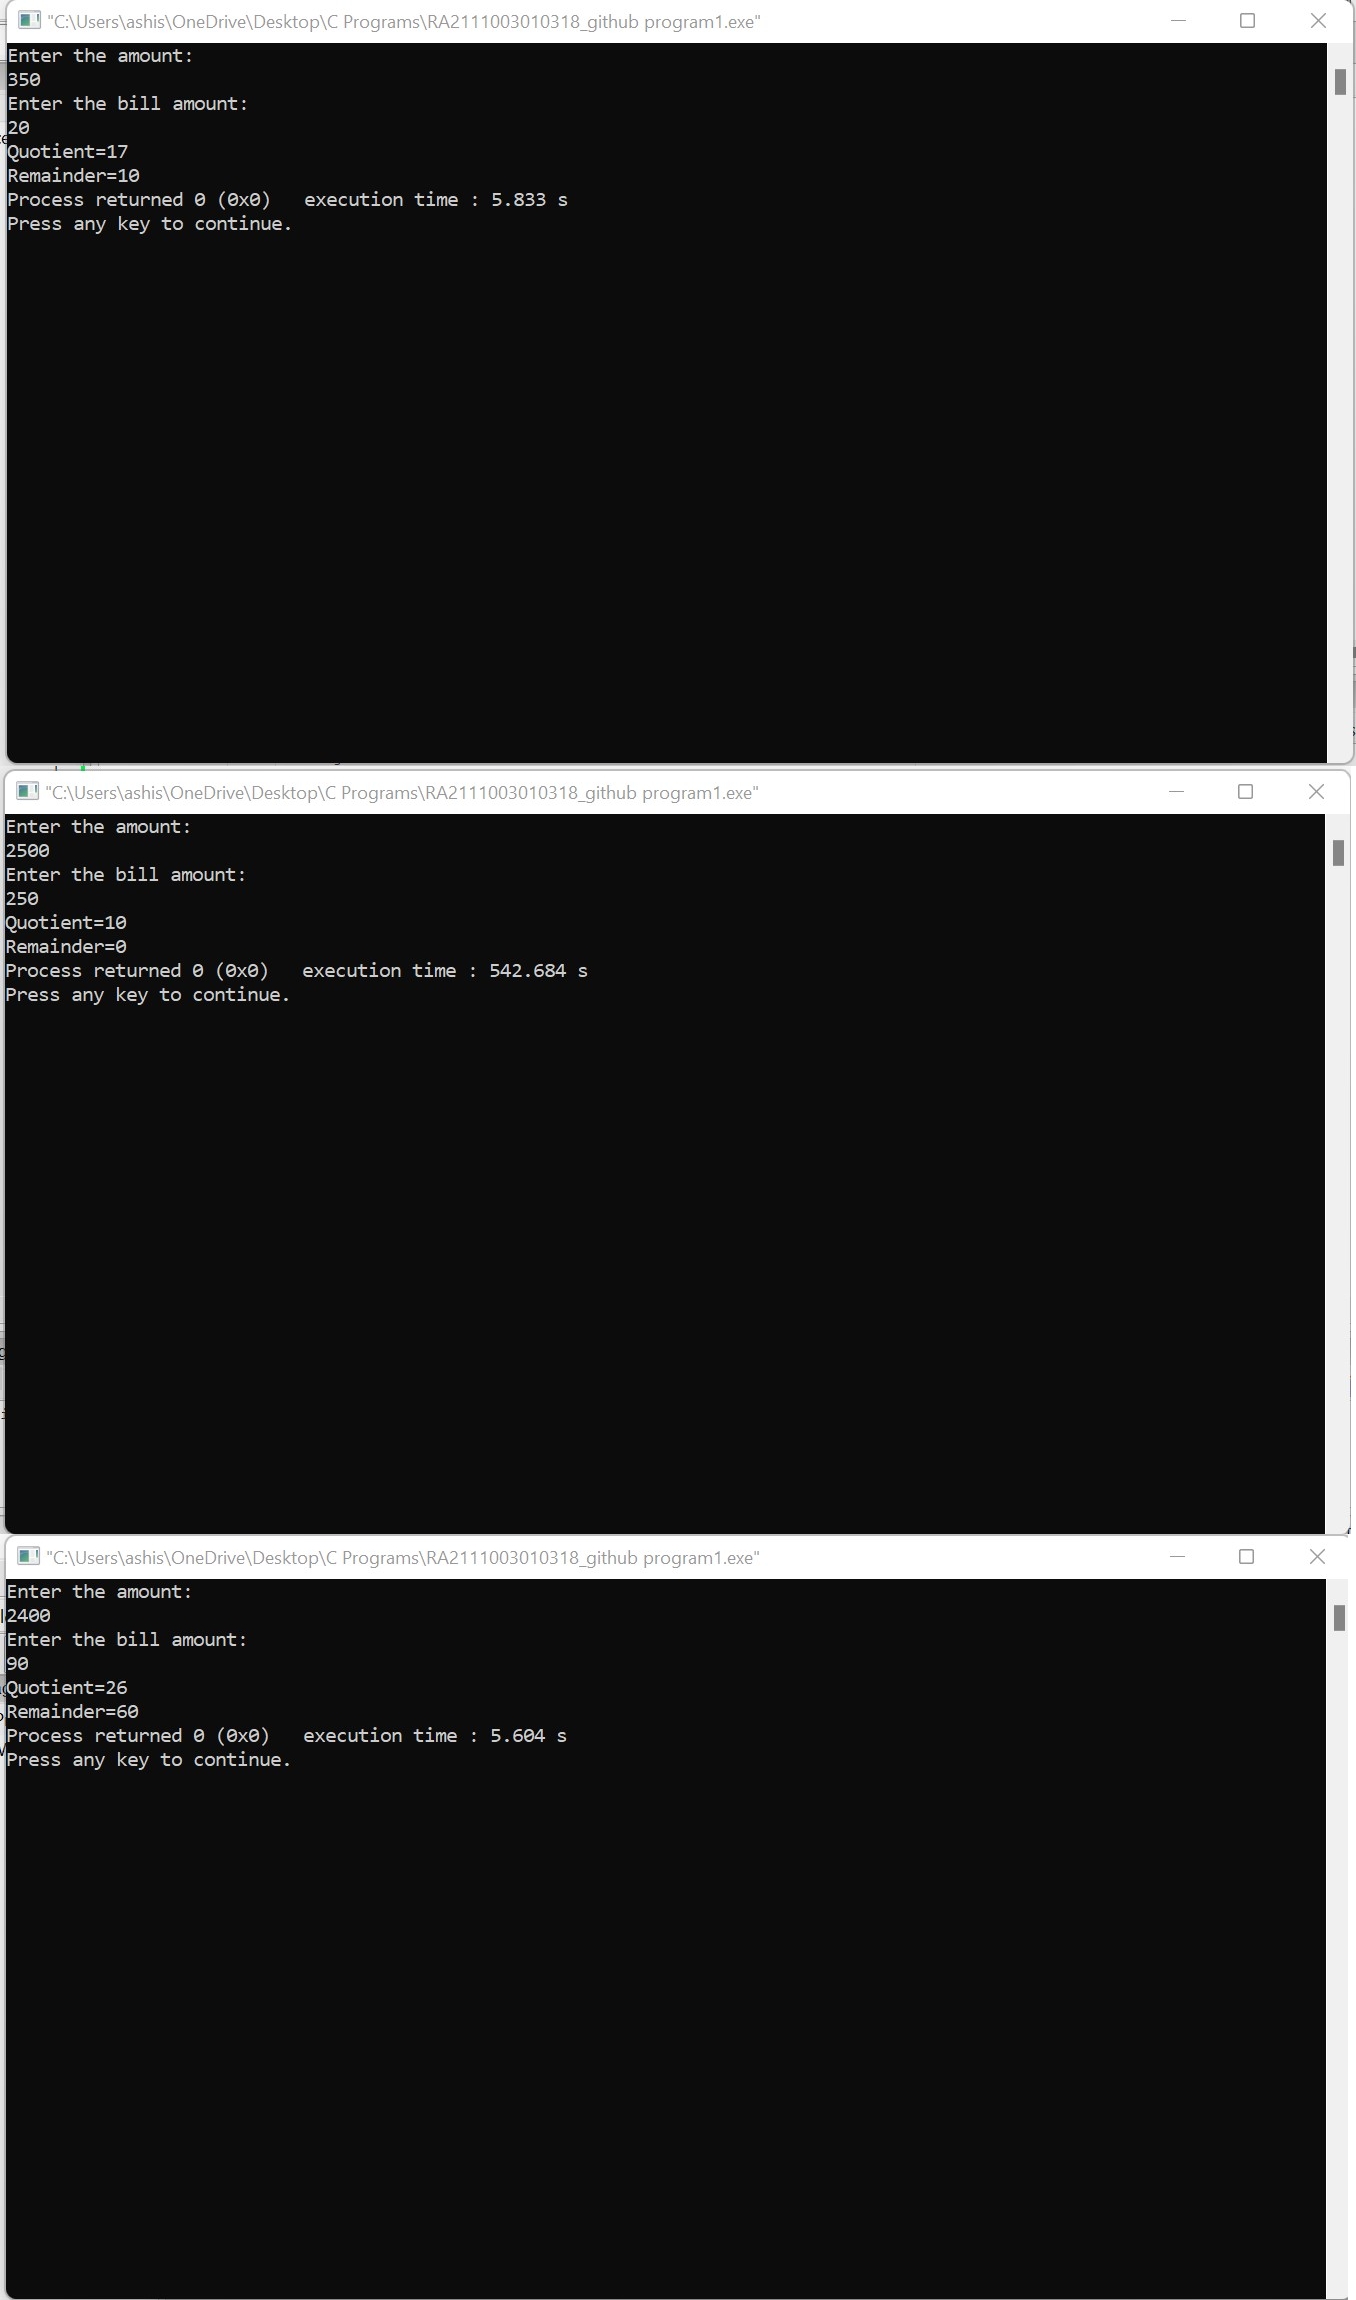 "C:\Users\ashis\OneDrive\Desktop\C Programs\RA2111003010318_github program1.exe"
Enter the amount:
350
Enter the bill amount:
20
Quotient=17
Remainder=10
Process returned 0 (0x0)   execution time : 5.833 s
Press any key to continue.
"C:\Users\ashis\OneDrive\Desktop\C Programs\RA2111003010318_github program1.exe"
Enter the amount:
2500
Enter the bill amount:
250
Quotient=10
Remainder=0
Process returned 0 (0x0)   execution time : 542.684 s
Press any key to continue.
"C:\Users\ashis\OneDrive\Desktop\C Programs\RA2111003010318_github program1.exe"
Enter the amount:
2400
Enter the bill amount:
90
Quotient=26
Remainder=60
Process returned 0 (0x0)   execution time : 5.604 s
Press any key to continue.